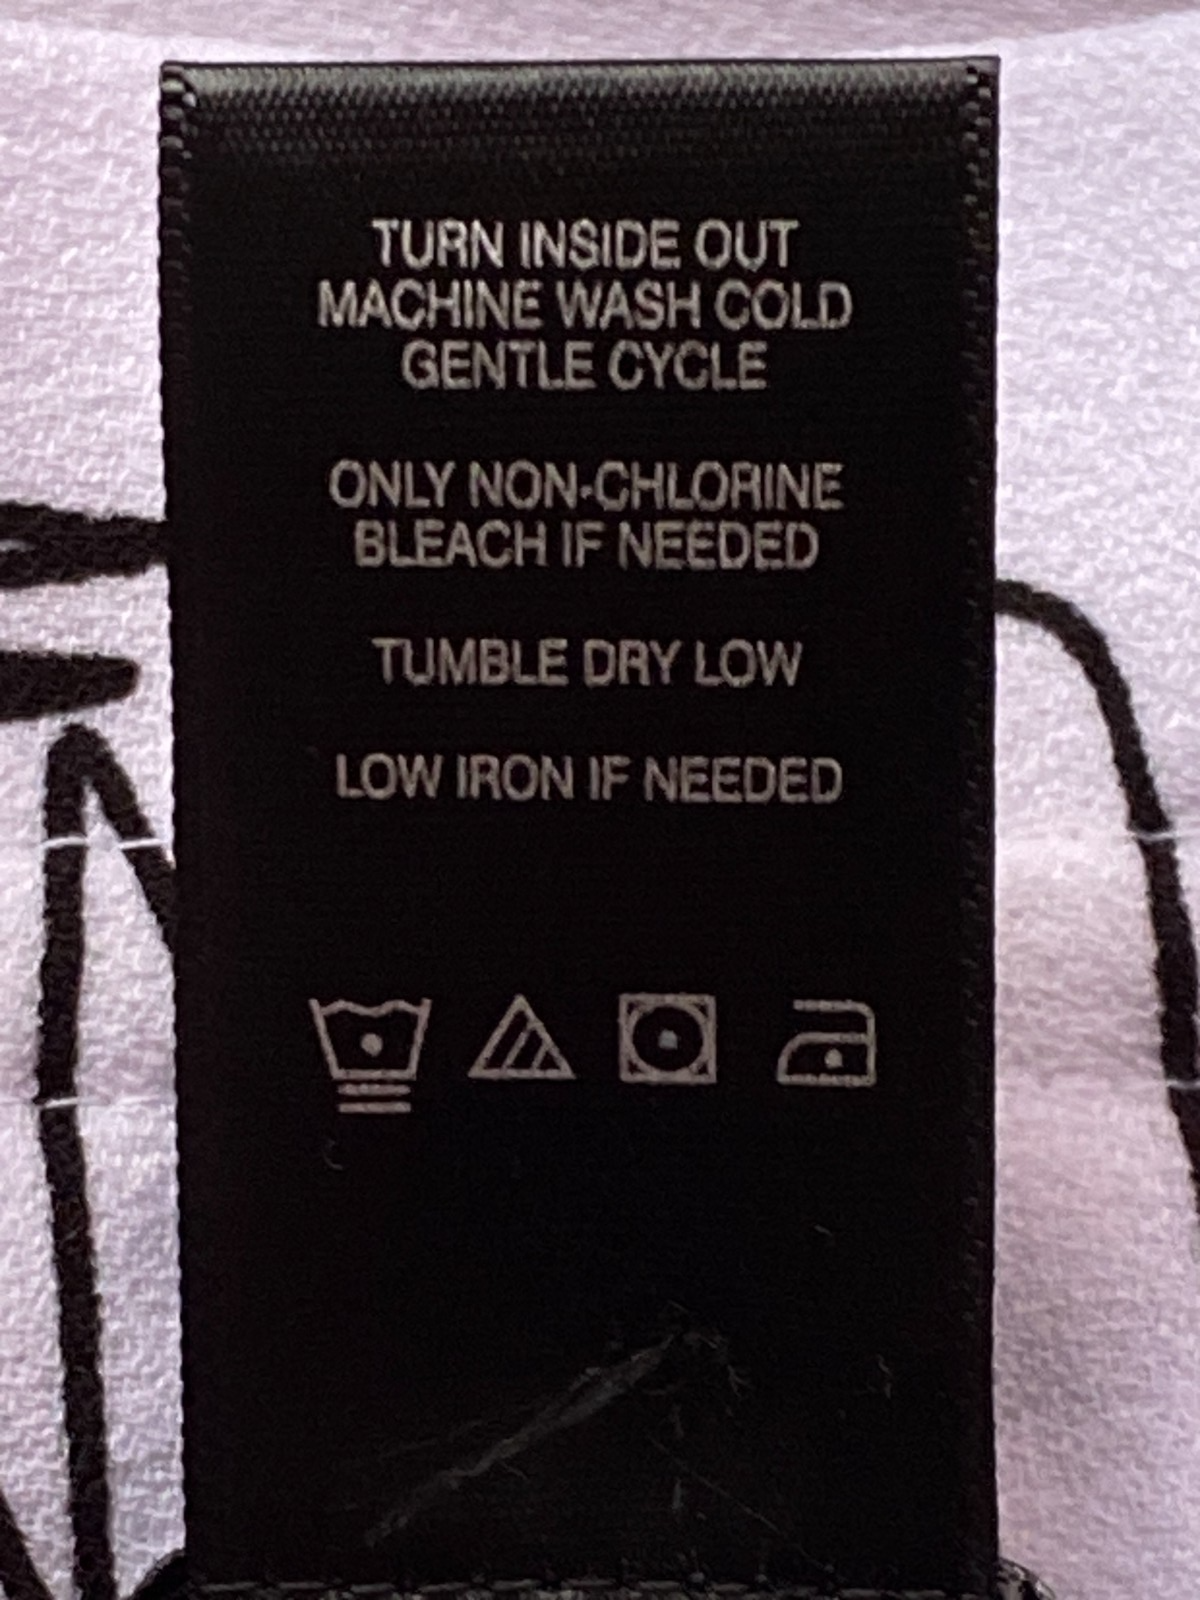 TURN INSIDE OUT
MACHINE WASH COLD
GENTLE CYCLE
ONLY NON-CHLORINE
BLEACH IF NEEDED
TUMBLE DRY LOW
LOW IRON IF NEEDED